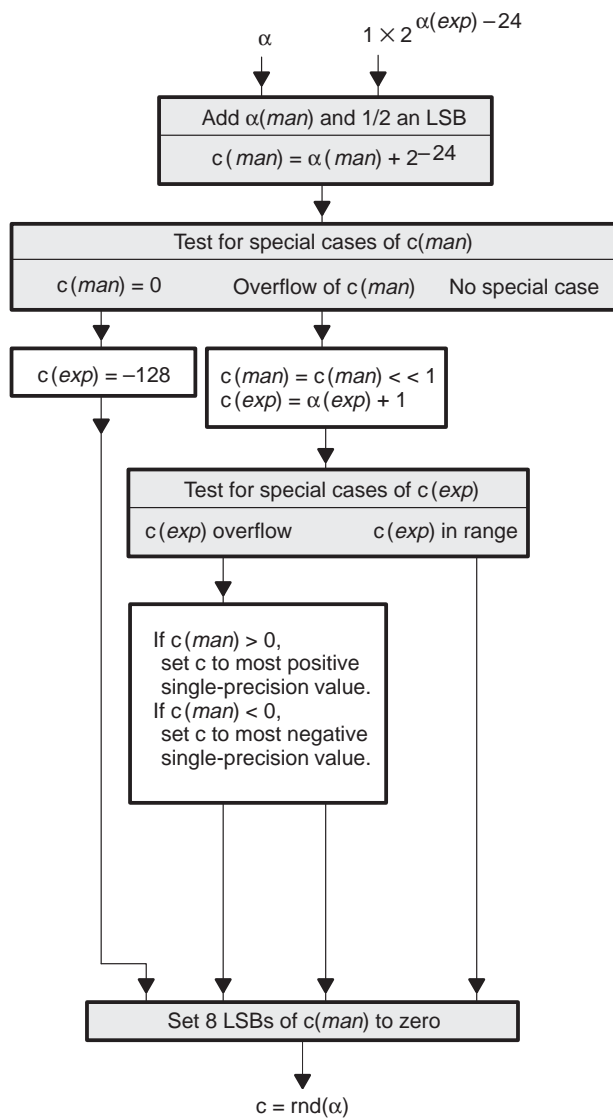 α 1 × 2^α(exp) –24
Add α(man) and 1/2 an LSB
c(man) = α(man) + 2^–24
Test for special cases of c(man)
c(man) = 0 Overflow of c(man) No special case
c(exp) = –128
c(man) = c(man) < < 1
c(exp) = α(exp) + 1
Test for special cases of c(exp)
c(exp) overflow c(exp) in range
If c(man) > 0,
set c to most positive
single-precision value.
If c(man) < 0,
set c to most negative
single-precision value.
Set 8 LSBs of c(man) to zero
c = rnd(α)